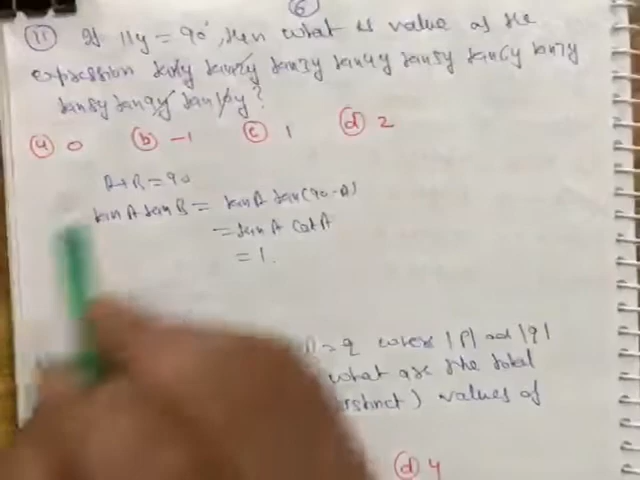 6
11 If 11y = 90°, then what is value of the
expression tan1y tan2y tan3y tan4y tan5y tan6y tan7y
tan8y tan9y tan10y?
(a) 0 (b) -1 (c) 1 (d) 2
A+B = 90
tanA tanB = tanA tan(90-A)
= tanA CotA
= 1.
= q where |P| and |q|
what are the total
distinct) values of
(d) 4